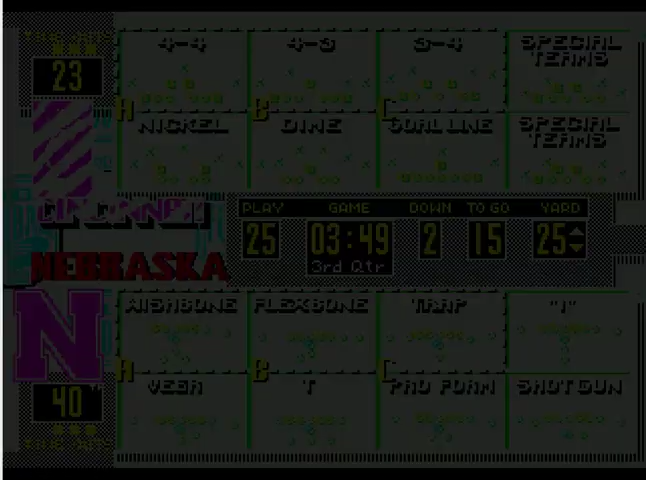 4-4 4-3 3-4 SPECIAL TEAMS
23
A B C
NICKEL DIME GOAL LINE SPECIAL TEAMS
CINCINNATI
PLAY GAME DOWN TO GO YARD
25 03:49 2 15 25
3rd Qtr
NEBRASKA
WISHBONE FLEXBONE TRAP "I"
N
A B C
VEER T PRO FORM SHOTGUN
40